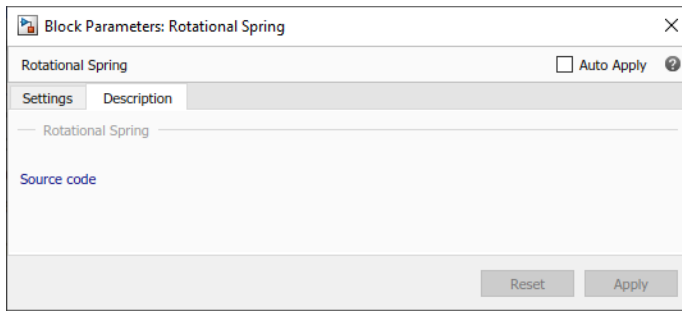 Block Parameters: Rotational Spring
Rotational Spring Auto Apply
Settings Description
Rotational Spring
Source code
Reset Apply